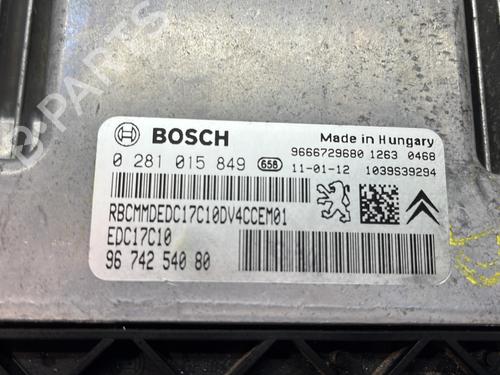 BOSCH
Made in Hungary
0 281 015 849 658
9666729680 1263 0468
11-01-12 1039S39294
RBCMMDEDC17C10DV4CCEM01
EDC17C10
96 742 540 80
B-PARTS